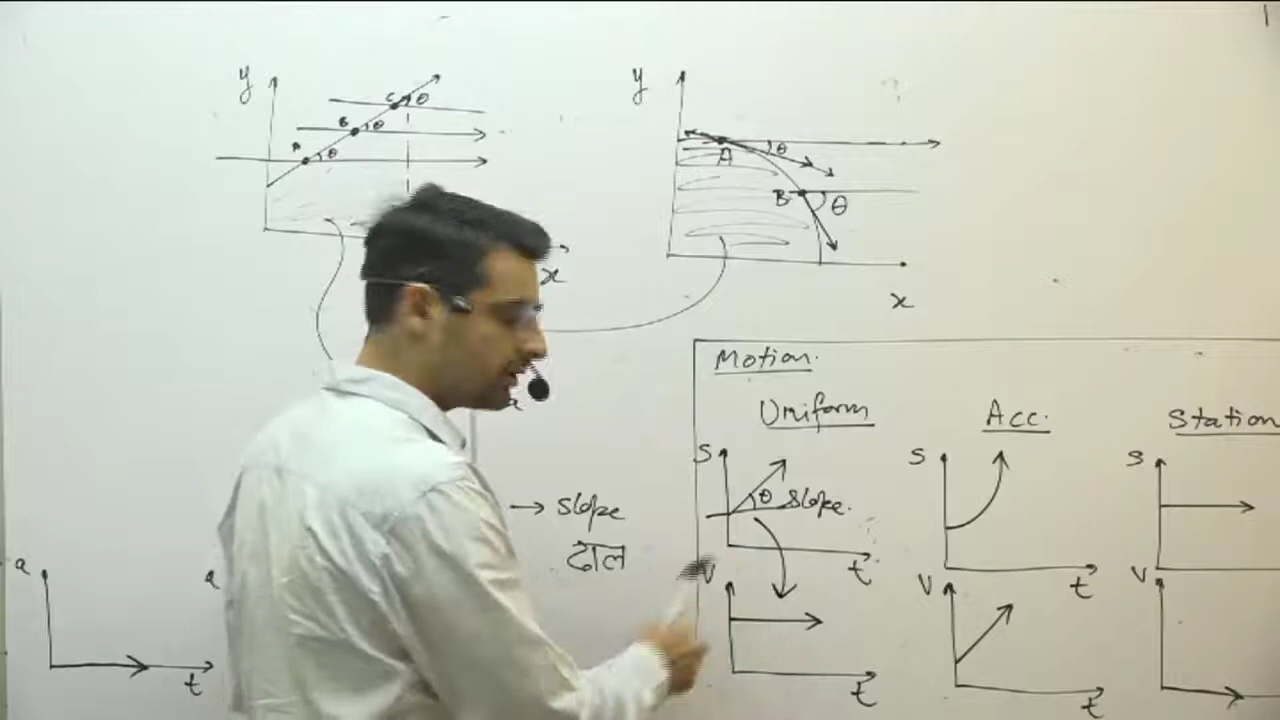 y
C θ
B θ
A θ
x
y
A θ
B θ
x
Motion.
Uniform
Acc.
Station
S
θ slope.
t
S
t
S
→ slope
ढाल
V
t
V
t
V
a
t
a